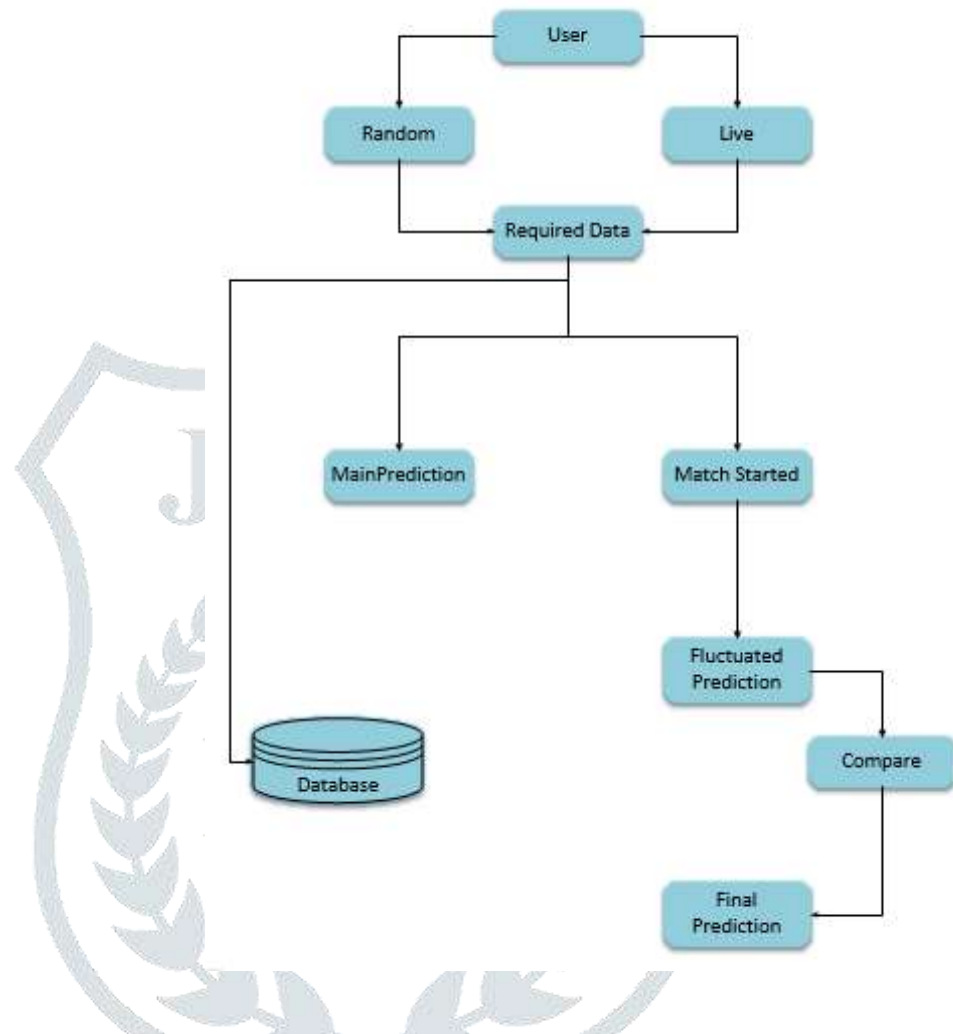 User
Random
Live
Required Data
MainPrediction
Match Started
Fluctuated
Prediction
Compare
Database
Final
Prediction
J